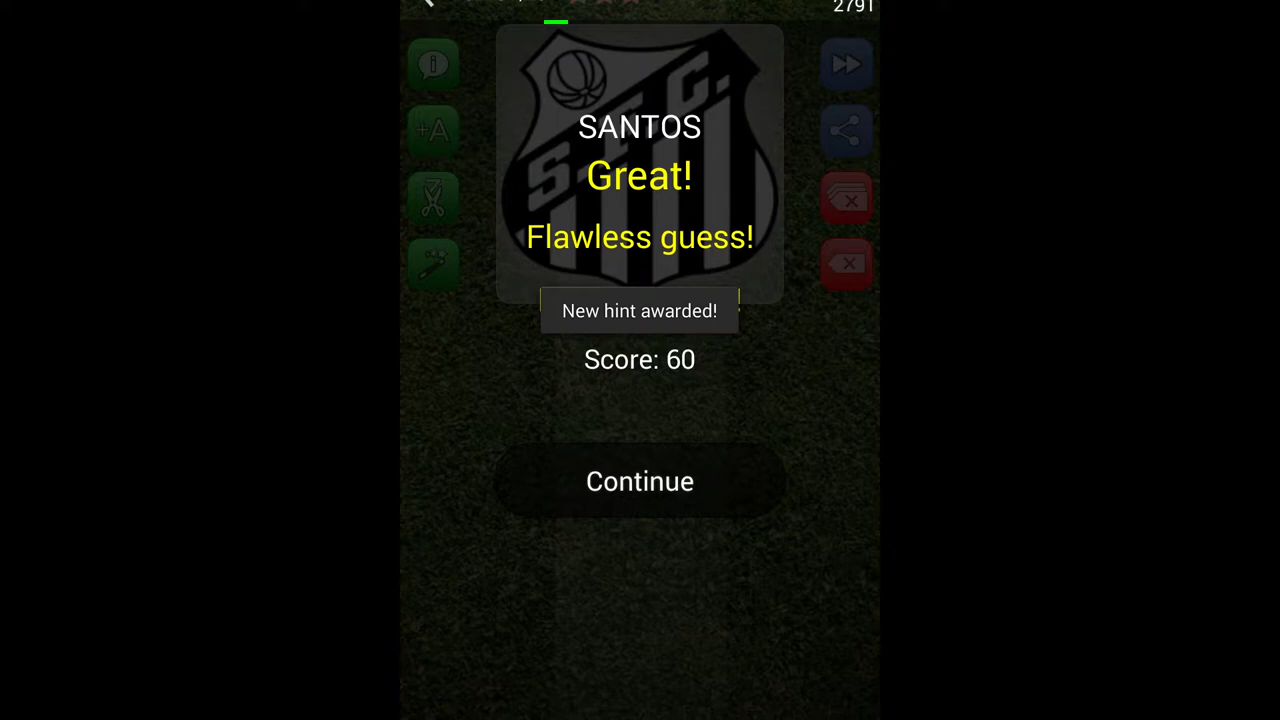 2791
S.F.C.
SANTOS
Great!
Flawless guess!
New hint awarded!
Score: 60
Continue
+A